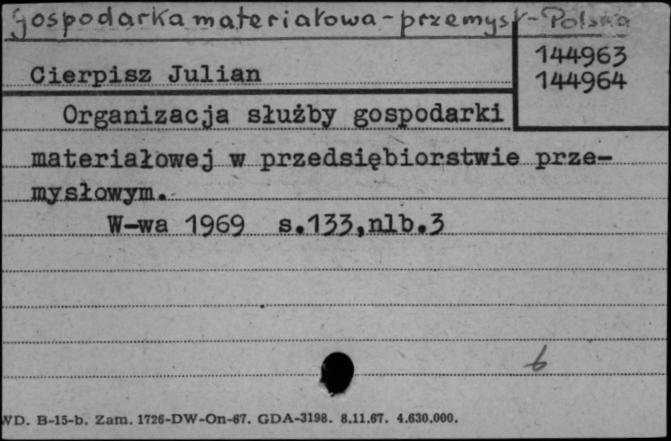 Gospodarka materiałowa - przemysł - Polska
144963
Cierpisz Julian
144964
Organizacja służby gospodarki
materiałowej w przedsiębiorstwie prze-
mysłowym.
W-wa 1969 s.133,nlb.3
6
WD. B-15-b. Zam. 1726-DW-On-67. GDA-3198. 8.11.67. 4.630.000.